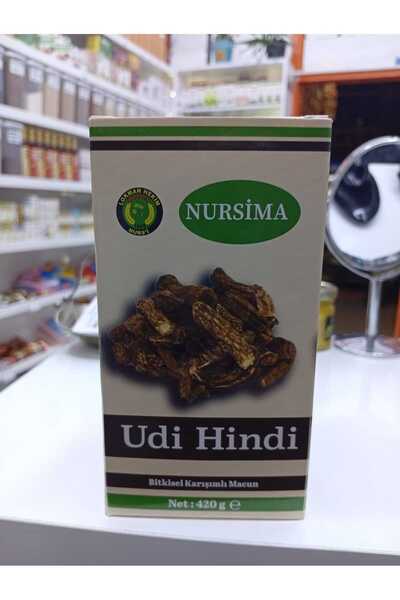 LOKMAN HEKİM
NURSİMA
Udi Hindi
Bitkisel Karışımlı Macun
Net : 420 g ℮